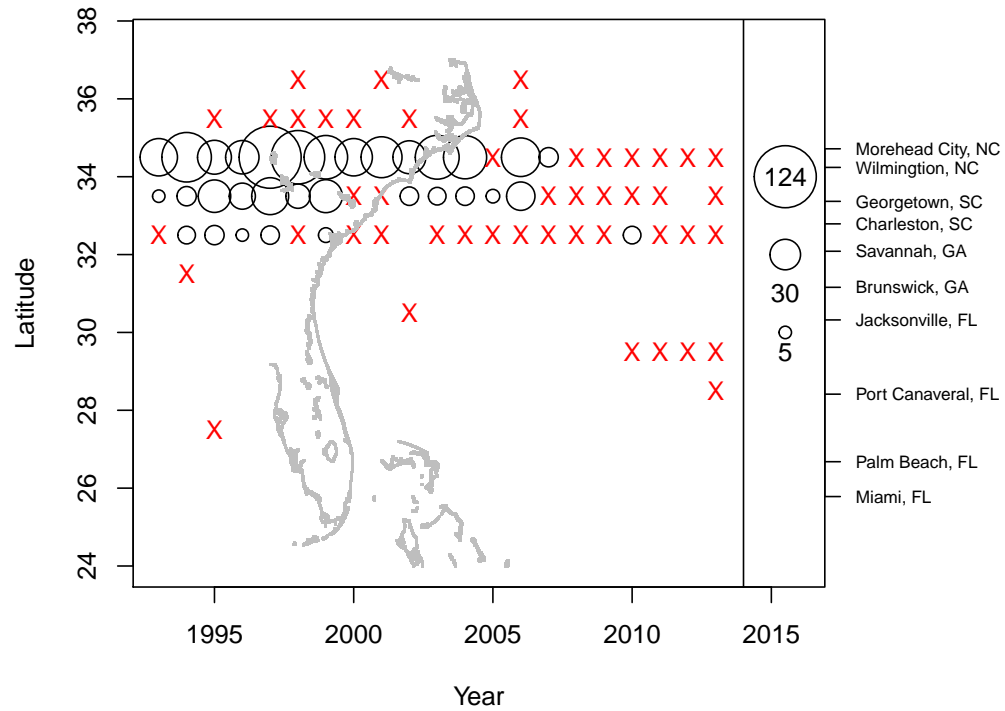 38
36
34
32
30
28
26
24
Latitude
1995
2000
2005
2010
2015
Year
124
30
5
Morehead City, NC
Wilmington, NC
Georgetown, SC
Charleston, SC
Savannah, GA
Brunswick, GA
Jacksonville, FL
Port Canaveral, FL
Palm Beach, FL
Miami, FL